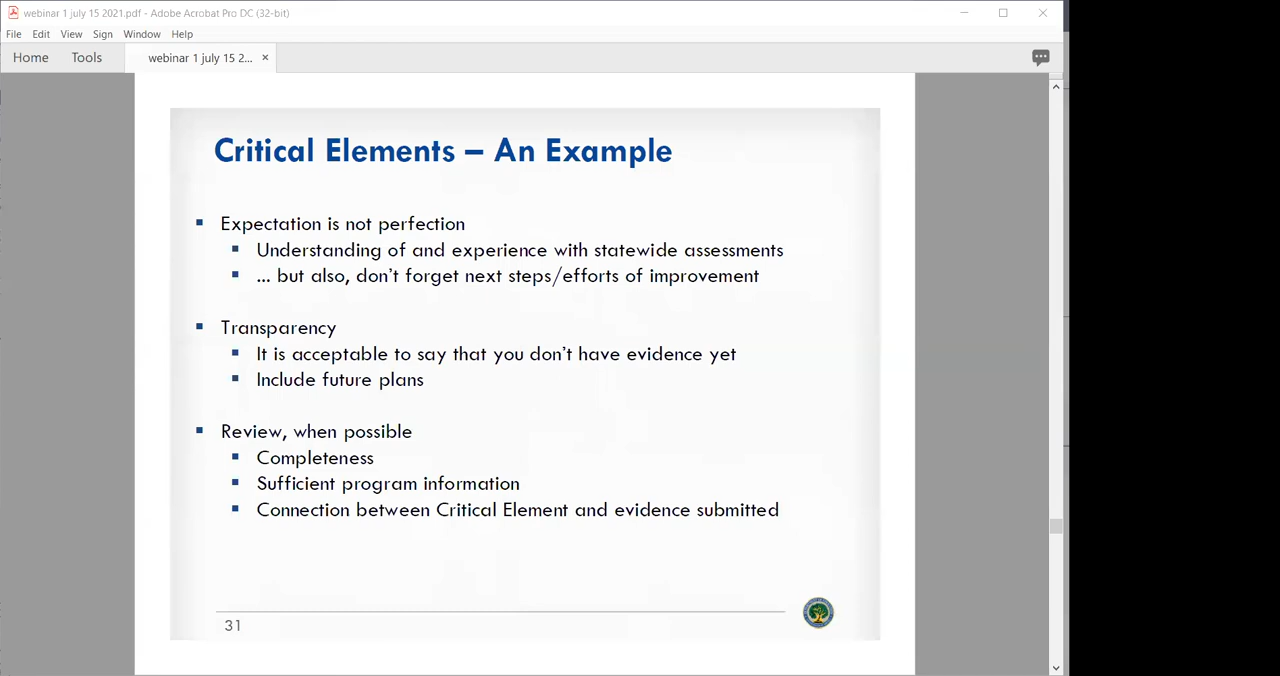 webinar 1 july 15 2021.pdf - Adobe Acrobat Pro DC (32-bit)
File Edit View Sign Window Help
Home Tools webinar 1 july 15 2... ×
Critical Elements – An Example
▪ Expectation is not perfection
▪ Understanding of and experience with statewide assessments
▪ ... but also, don't forget next steps/efforts of improvement
▪ Transparency
▪ It is acceptable to say that you don't have evidence yet
▪ Include future plans
▪ Review, when possible
▪ Completeness
▪ Sufficient program information
▪ Connection between Critical Element and evidence submitted
31